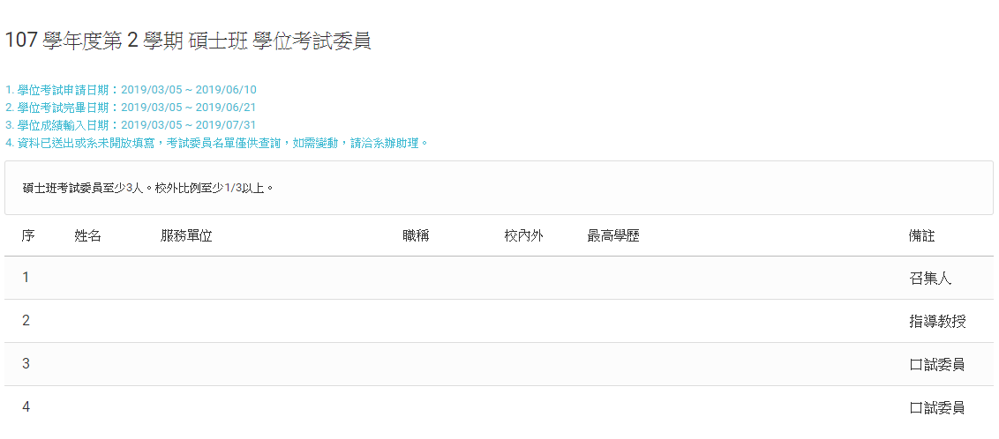 107 學年度第 2 學期 碩士班 學位考試委員
1. 學位考試申請日期：2019/03/05 ~ 2019/06/10
2. 學位考試完畢日期：2019/03/05 ~ 2019/06/21
3. 學位成績輸入日期：2019/03/05 ~ 2019/07/31
4. 資料已送出或系未開放填寫，考試委員名單僅供查詢，如需變動，請洽系辦助理。
碩士班考試委員至少3人。校外比例至少1/3以上。
序 姓名 服務單位 職稱 校內外 最高學歷 備註
1 召集人
2 指導教授
3 口試委員
4 口試委員